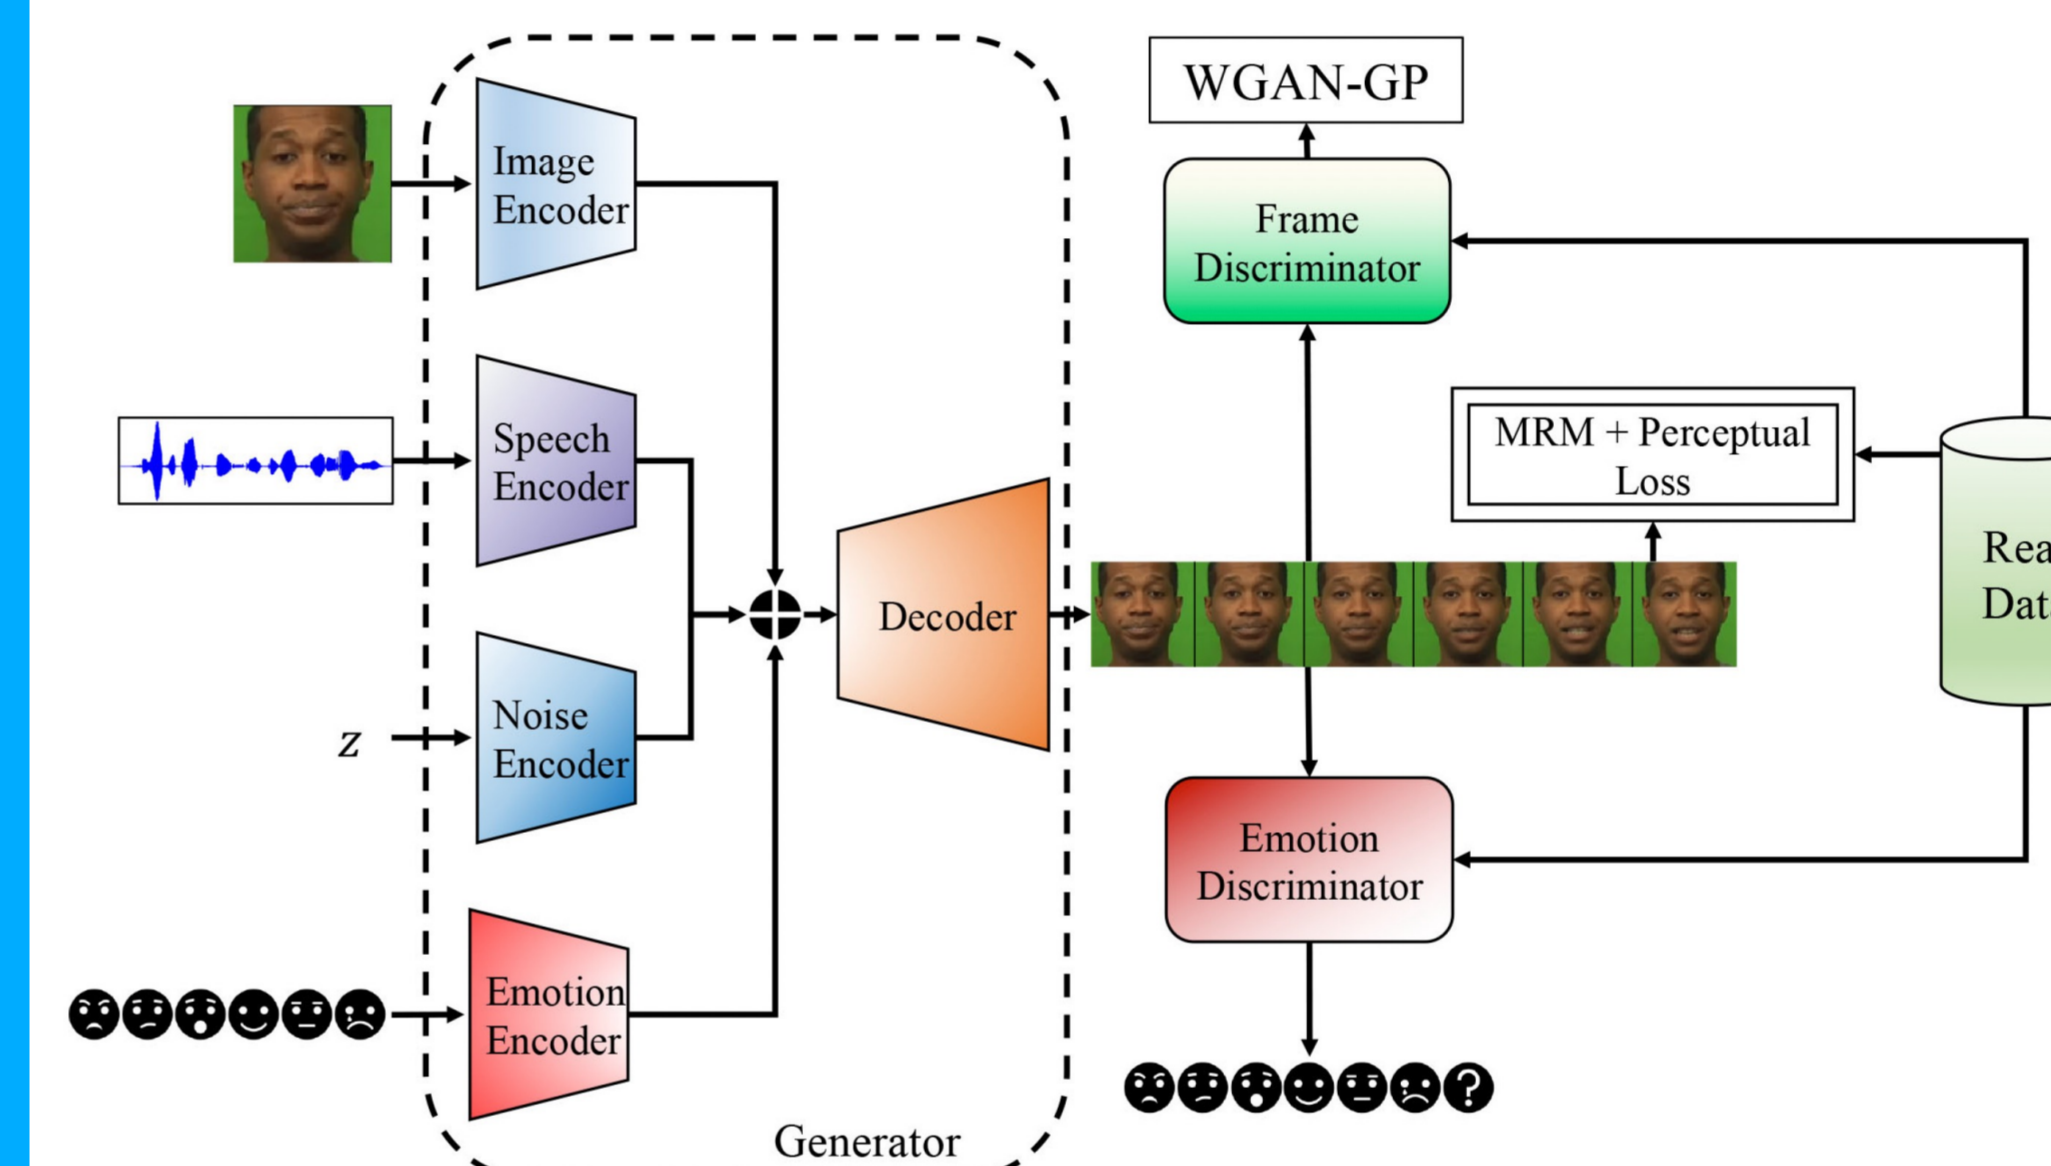 Image
Encoder
Speech
Encoder
z
Noise
Encoder
Emotion
Encoder
Decoder
Generator
WGAN-GP
Frame
Discriminator
MRM + Perceptual
Loss
Emotion
Discriminator
?